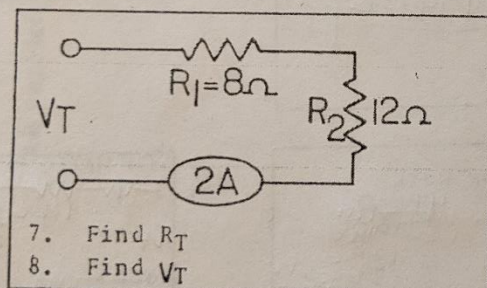 R1=8Ω
VT
R2 12Ω
2A
7. Find RT
8. Find VT